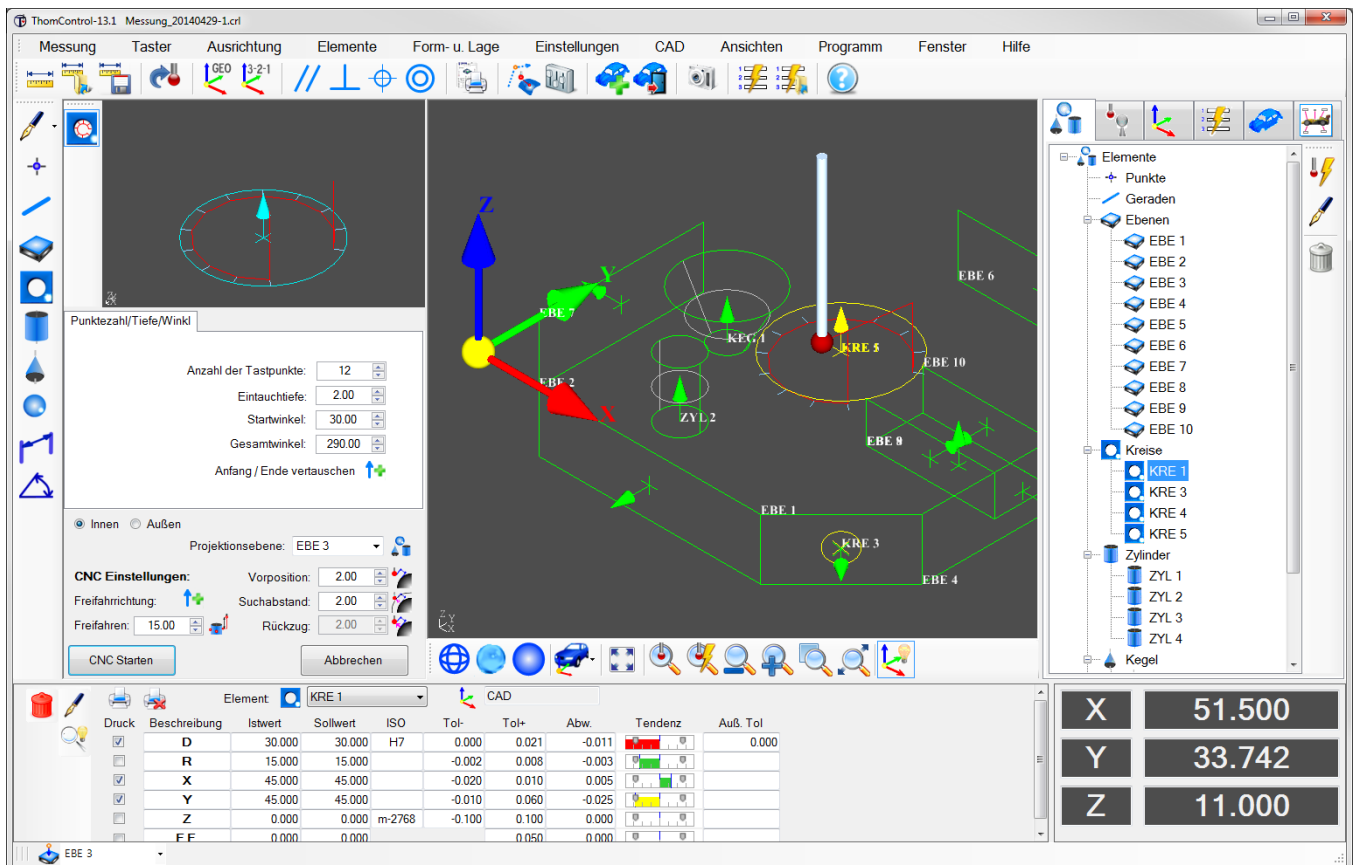 ThomControl-13.1 Messung_20140429-1.crl
Messung Taster Ausrichtung Elemente Form- u. Lage Einstellungen CAD Ansichten Programm Fenster Hilfe
GEO 3-2-1
Punktezahl/Tiefe/Winkl
Anzahl der Tastpunkte: 12
Eintauchtiefe: 2.00
Startwinkel: 30.00
Gesamtwinkel: 290.00
Anfang / Ende vertauschen
Innen Außen
Projektionsebene: EBE 3
CNC Einstellungen: Vorposition: 2.00
Freifahrrichtung: Suchabstand: 2.00
Freifahren: 15.00 Rückzug: 2.00
CNC Starten Abbrechen
Z
Y
X
EBE 7
EBE 2
KEG 1
ZYL 2
KRE 5
EBE 6
EBE 10
EBE 1
KRE 3
EBE 4
Z Y
X
Elemente
Punkte
Geraden
Ebenen
EBE 1
EBE 2
EBE 3
EBE 4
EBE 5
EBE 6
EBE 7
EBE 8
EBE 9
EBE 10
Kreise
KRE 1
KRE 3
KRE 4
KRE 5
Zylinder
ZYL 1
ZYL 2
ZYL 3
ZYL 4
Kegel
Element: KRE 1 CAD
Druck Beschreibung Istwert Sollwert ISO Tol- Tol+ Abw. Tendenz Auß. Tol
D 30.000 30.000 H7 0.000 0.021 -0.011 0.000
R 15.000 15.000 -0.002 0.008 -0.003
X 45.000 45.000 -0.020 0.010 0.005
Y 45.000 45.000 -0.010 0.060 -0.025
Z 0.000 0.000 m-2768 -0.100 0.100 0.000
0.000 0.000 0.050 0.000
X 51.500
Y 33.742
Z 11.000
EBE 3